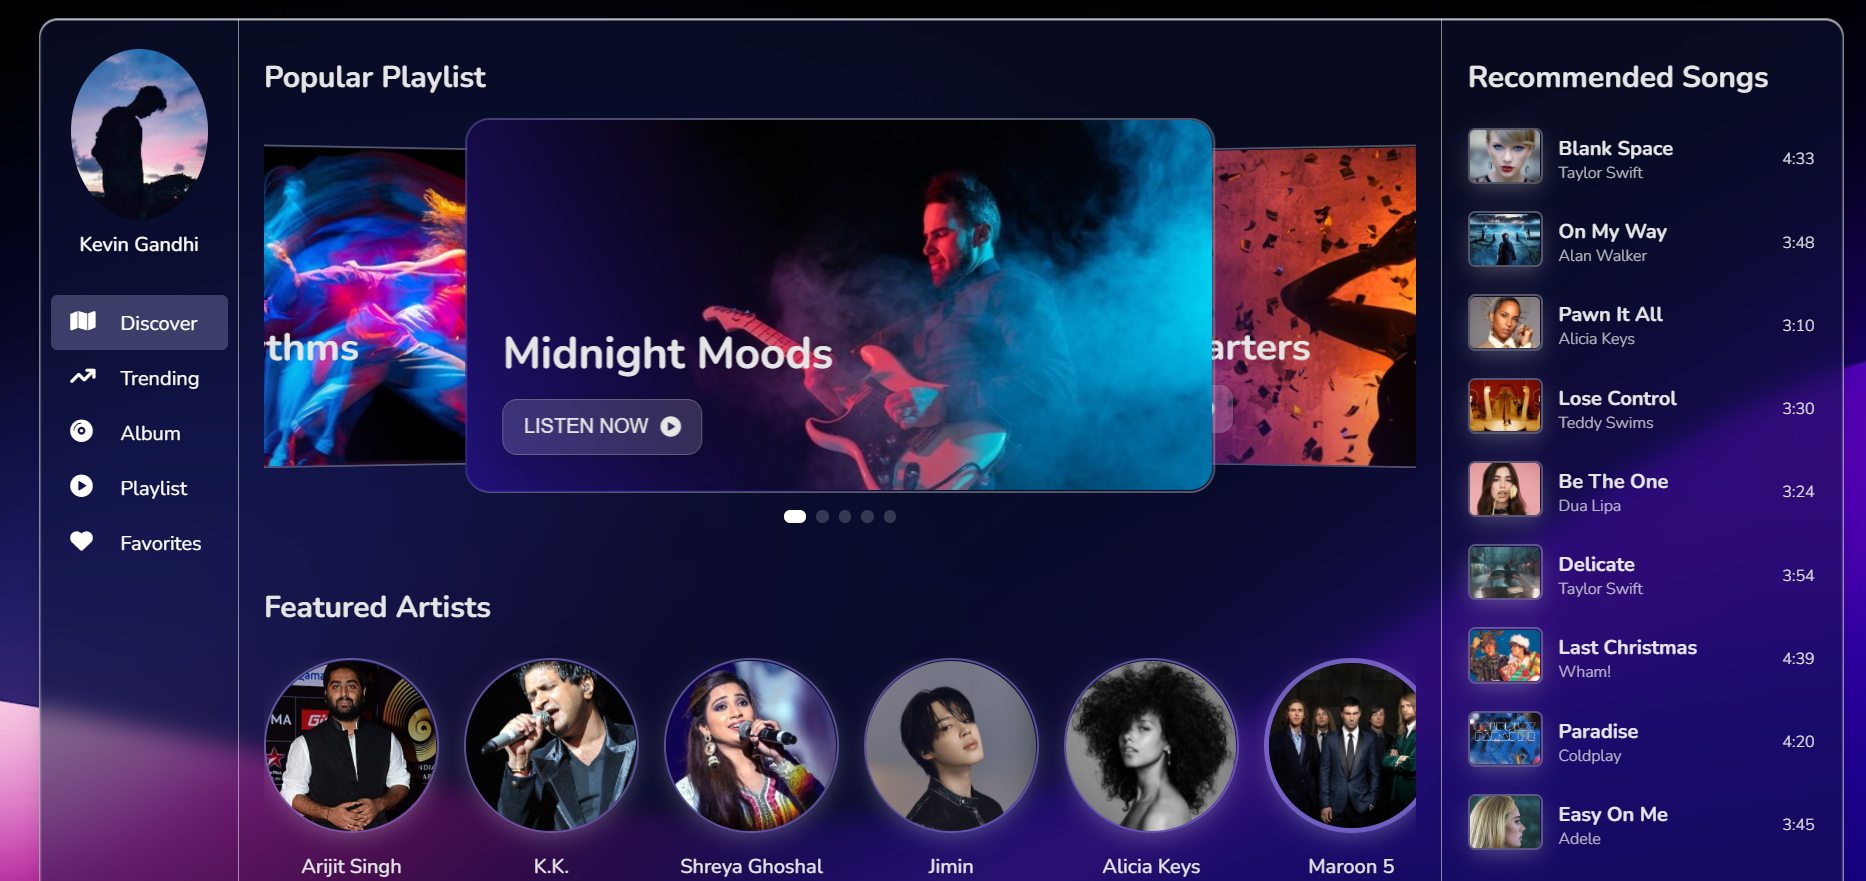 Kevin Gandhi
Discover
Trending
Album
Playlist
Favorites
Popular Playlist
thms
Midnight Moods
LISTEN NOW
arters
Featured Artists
Arijit Singh
K.K.
Shreya Ghoshal
Jimin
Alicia Keys
Maroon 5
Recommended Songs
Blank Space
Taylor Swift
4:33
On My Way
Alan Walker
3:48
Pawn It All
Alicia Keys
3:10
Lose Control
Teddy Swims
3:30
Be The One
Dua Lipa
3:24
Delicate
Taylor Swift
3:54
Last Christmas
Wham!
4:39
Paradise
Coldplay
4:20
Easy On Me
Adele
3:45